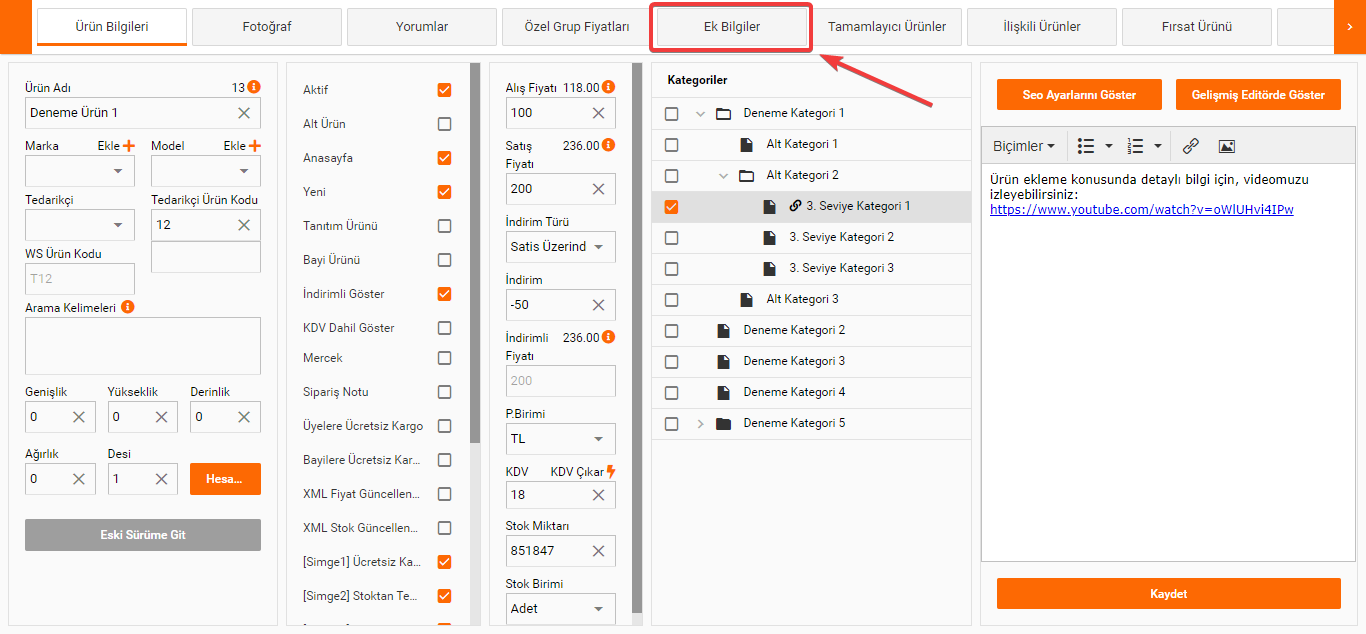 Ürün Bilgileri
Fotoğraf
Yorumlar
Özel Grup Fiyatları
Ek Bilgiler
Tamamlayıcı Ürünler
İlişkili Ürünler
Fırsat Ürünü
Ürün Adı 13
Deneme Ürün 1
Marka Ekle
Model Ekle
Tedarikçi
Tedarikçi Ürün Kodu
12
WS Ürün Kodu
T12
Arama Kelimeleri
Genişlik
Yükseklik
Derinlik
0
0
0
Ağırlık
Desi
0
1
Hesa...
Eski Sürüme Git
Aktif
Alt Ürün
Anasayfa
Yeni
Tanıtım Ürünü
Bayi Ürünü
İndirimli Göster
KDV Dahil Göster
Mercek
Sipariş Notu
Üyelere Ücretsiz Kargo
Bayilere Ücretsiz Kar...
XML Fiyat Güncellen...
XML Stok Güncellen...
[Simge1] Ücretsiz Ka...
[Simge2] Stoktan Te...
Alış Fiyatı 118.00
100
Satış Fiyatı 236.00
200
İndirim Türü
Satis Üzerind
İndirim
-50
İndirimli Fiyatı 236.00
200
P.Birimi
TL
KDV KDV Çıkar
18
Stok Miktarı
851847
Stok Birimi
Adet
Kategoriler
Deneme Kategori 1
Alt Kategori 1
Alt Kategori 2
3. Seviye Kategori 1
3. Seviye Kategori 2
3. Seviye Kategori 3
Alt Kategori 3
Deneme Kategori 2
Deneme Kategori 3
Deneme Kategori 4
Deneme Kategori 5
Seo Ayarlarını Göster
Gelişmiş Editörde Göster
Biçimler
Ürün ekleme konusunda detaylı bilgi için, videomuzu
izleyebilirsiniz:
https://www.youtube.com/watch?v=oWlUHvi4IPw
Kaydet